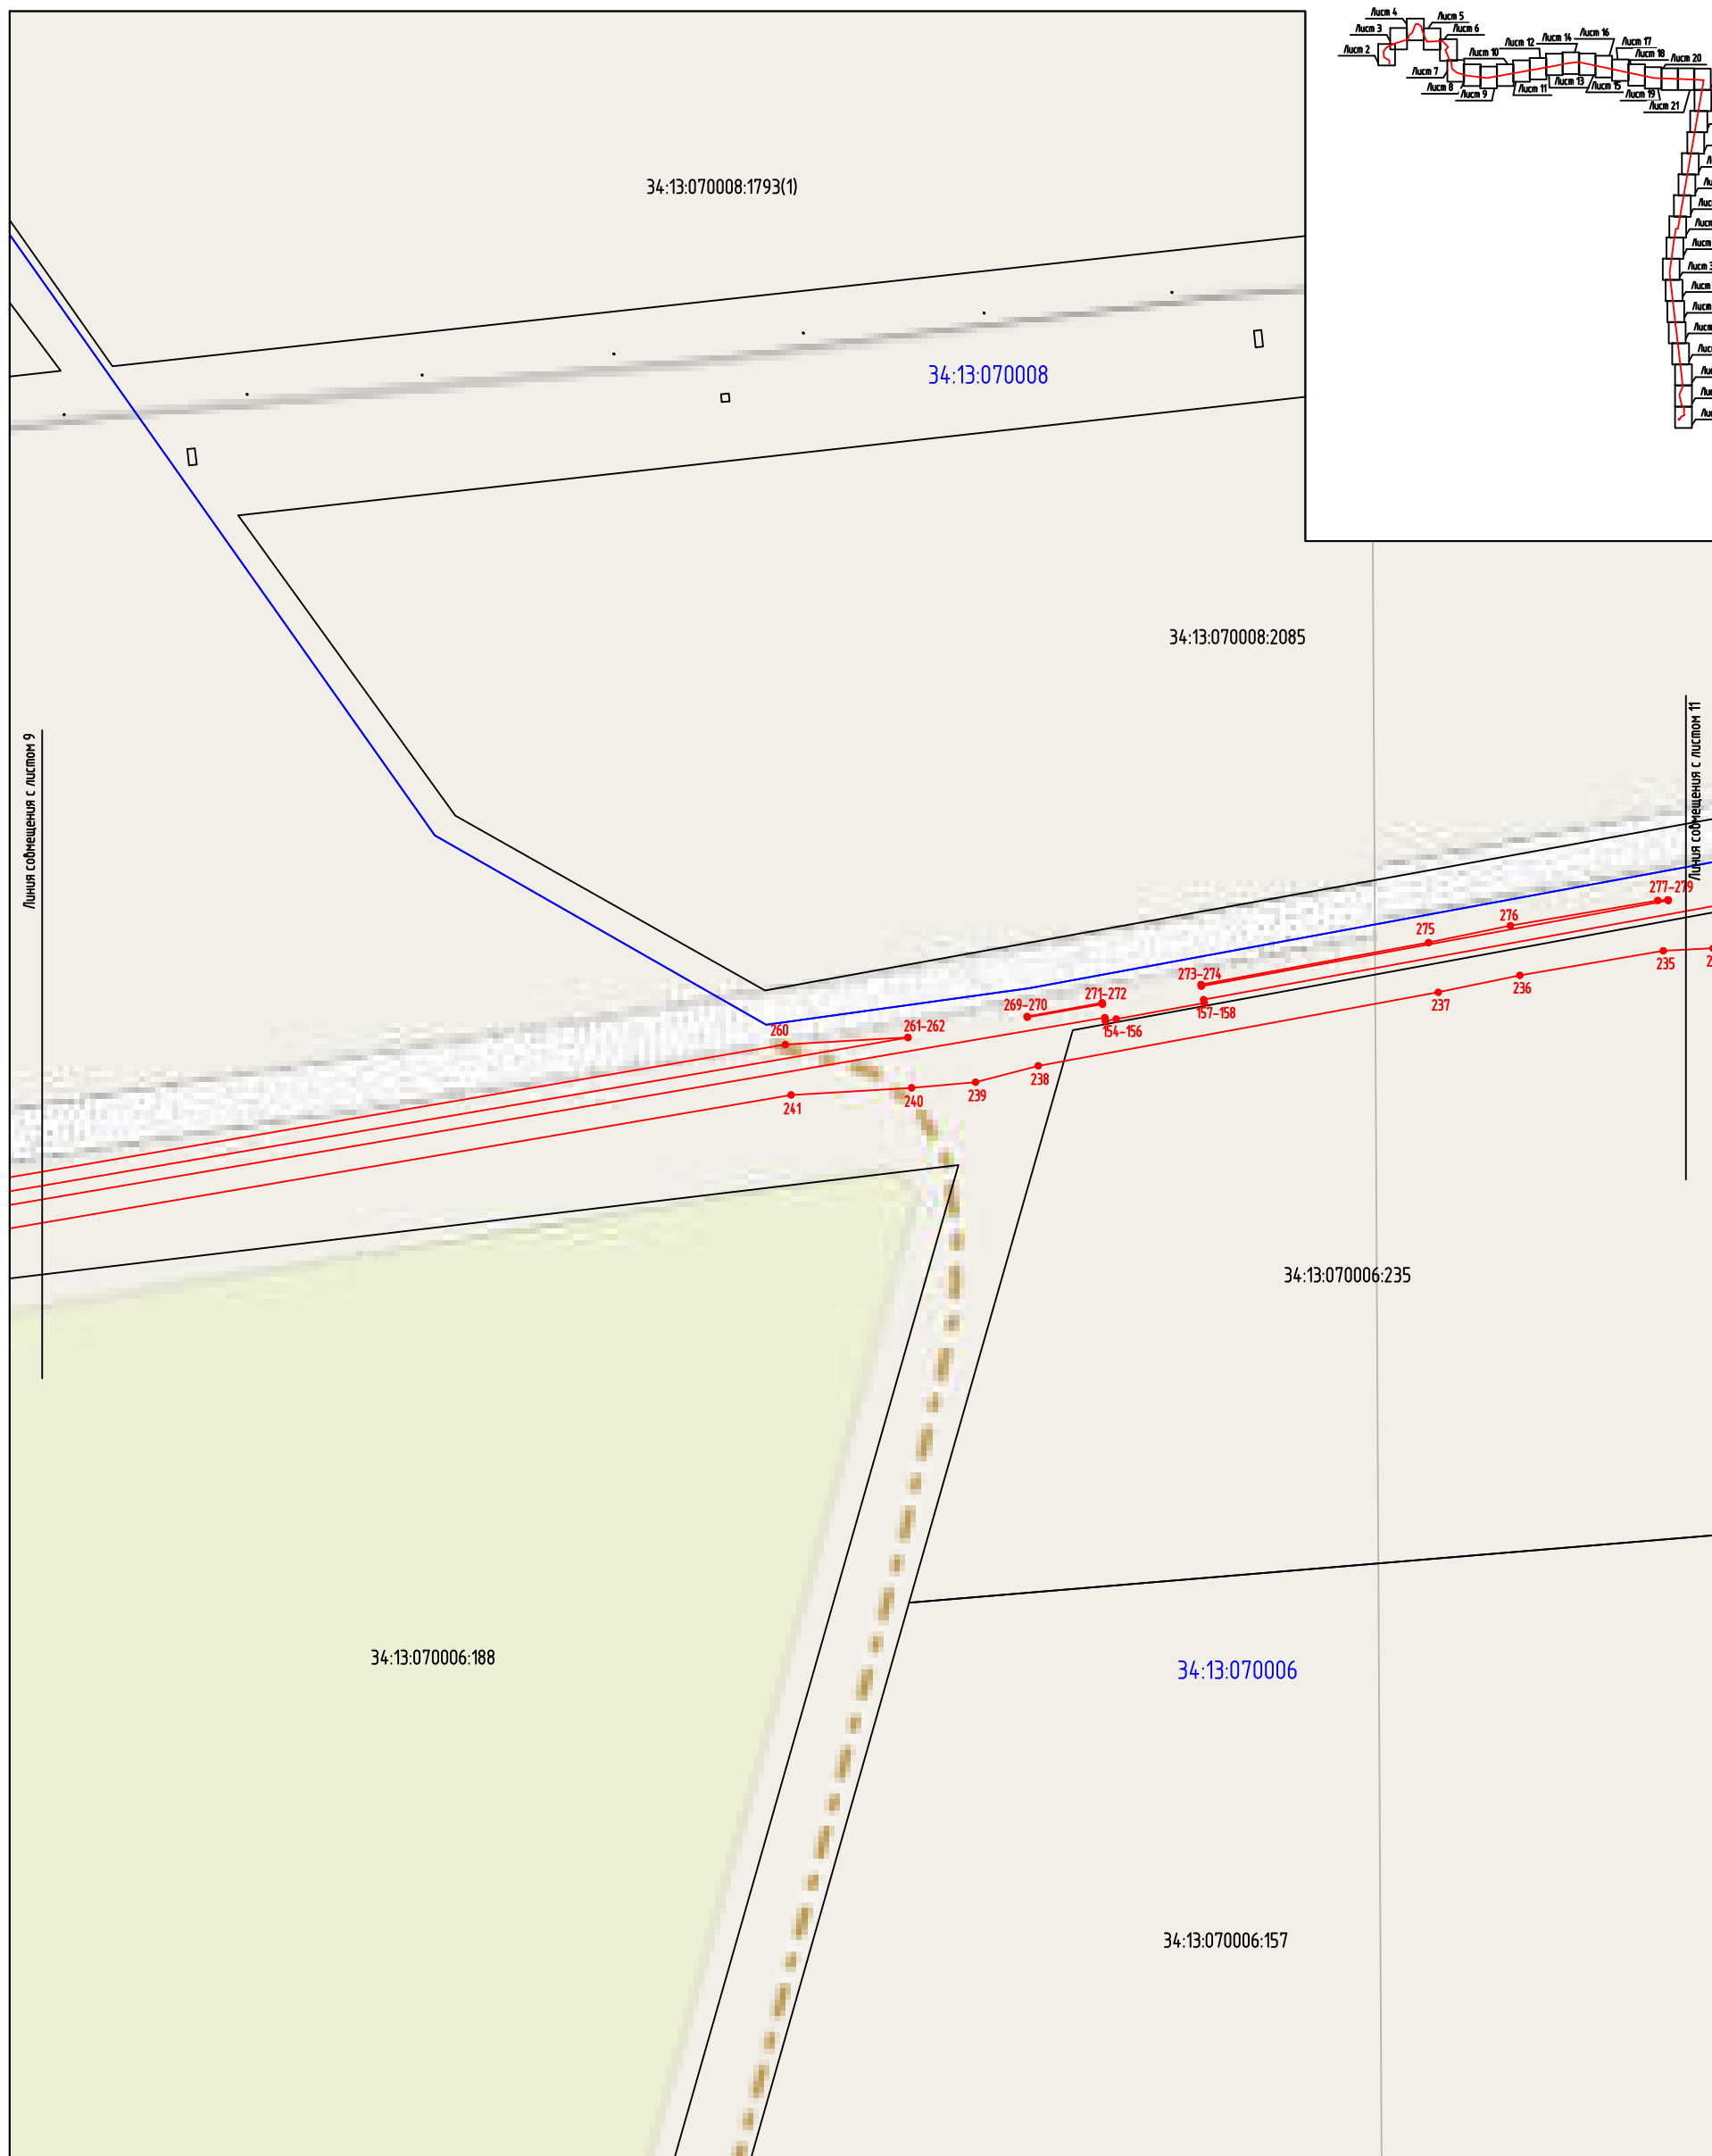 Лист 4
Лист 5
Лист 3
Лист 6
Лист 2
Лист 12
Лист 14
Лист 16
Лист 17
Лист 10
Лист 18
Лист 20
Лист 7
Лист 13
Лист 8
Лист 9
Лист 11
Лист 15
Лист 19
Лист 21
34:13:070008:1793(1)
34:13:070008
34:13:070008:2085
Линия совмещения с листом 9
Линия совмещения с листом 11
277-279
276
275
235
273-274
236
271-272
237
269-270
157-158
154-156
261-262
260
238
239
240
241
34:13:070006:235
34:13:070006:188
34:13:070006
34:13:070006:157